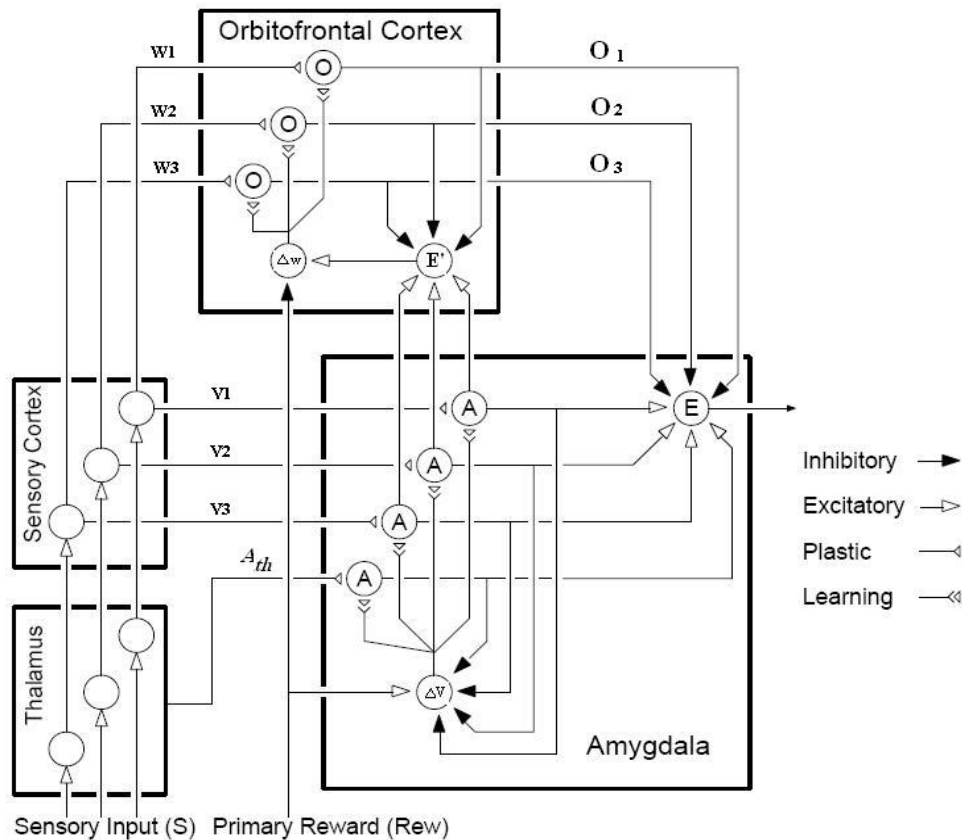 Orbitofrontal Cortex
w1
O
O 1
w2
O
O 2
w3
O
O 3
Δw
E'
Sensory Cortex
v1
A
E
v2
A
v3
A
A th
A
Inhibitory
Excitatory
Plastic
Learning
Thalamus
ΔV
Amygdala
Sensory Input (S)
Primary Reward (Rew)